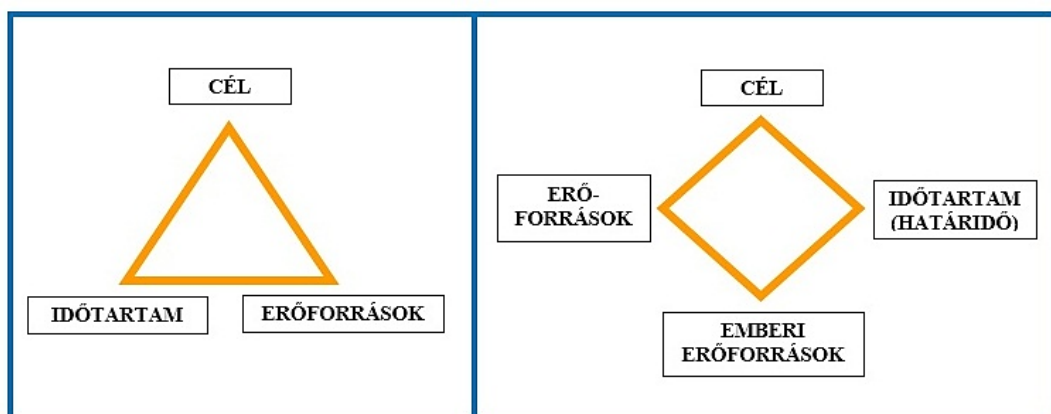 CÉL
IDŐTARTAM
ERŐFORRÁSOK
CÉL
ERŐ-
FORRÁSOK
IDŐTARTAM
(HATÁRIDŐ)
EMBERI
ERŐFORRÁSOK